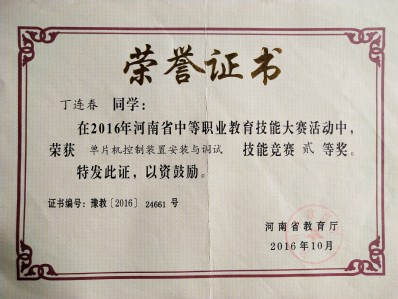 荣誉证书
丁连春 同学：
在2016年河南省中等职业教育技能大赛活动中，
荣获 单片机控制装置安装与调试 技能竞赛 贰 等奖。
特发此证，以资鼓励。
证书编号：豫教［2016］24661 号
河南省教育厅
2016年10月